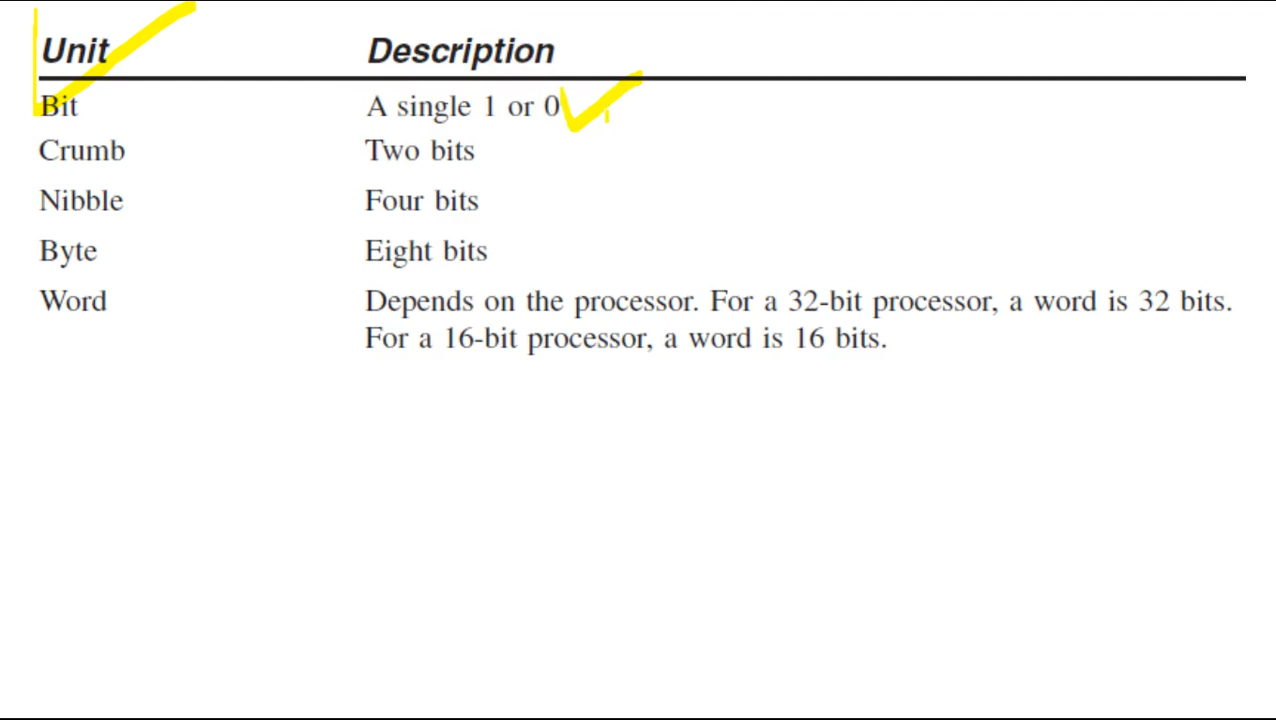 Unit Description
Bit A single 1 or 0
Crumb Two bits
Nibble Four bits
Byte Eight bits
Word Depends on the processor. For a 32-bit processor, a word is 32 bits.
For a 16-bit processor, a word is 16 bits.